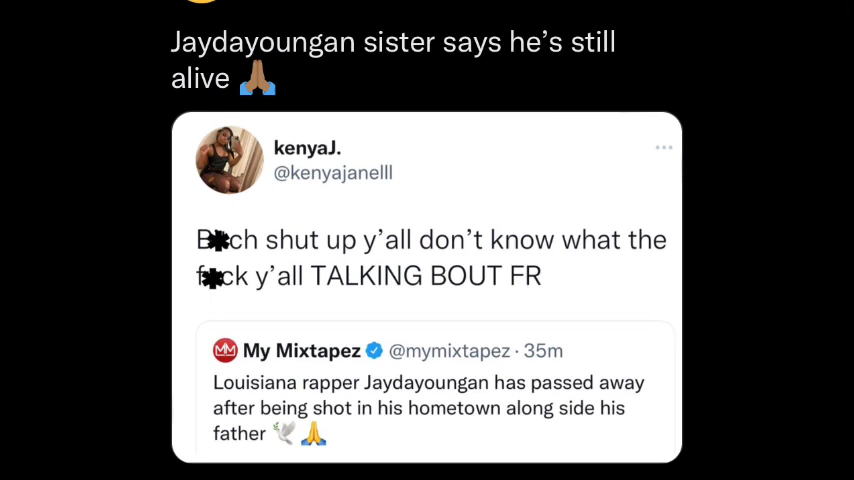 Jaydayoungan sister says he’s still
alive 🙏🏽
kenyaJ.
@kenyajanelll
B✱ch shut up y’all don’t know what the
f✱ck y’all TALKING BOUT FR
My Mixtapez @mymixtapez · 35m
Louisiana rapper Jaydayoungan has passed away
after being shot in his hometown along side his
father 🕊️🙏